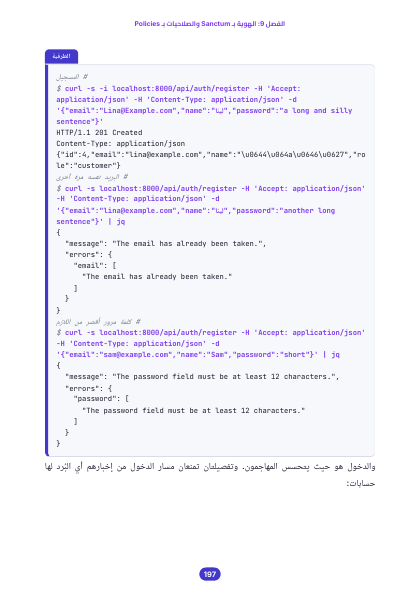 الفصل 9: الهوية بـ Sanctum والصلاحيات بـ Policies
الطرفية
# التسجيل
$ curl -s -i localhost:8000/api/auth/register -H 'Accept:
application/json' -H 'Content-Type: application/json' -d
'{"email":"Lina@Example.com","name":"لينا","password":"a long and silly
sentence"}'
HTTP/1.1 201 Created
Content-Type: application/json
{"id":4,"email":"lina@example.com","name":"\u0644\u064a\u0646\u0627","ro
le":"customer"}
# البريد نفسه مرة أخرى
$ curl -s localhost:8000/api/auth/register -H 'Accept: application/json'
-H 'Content-Type: application/json' -d
'{"email":"lina@example.com","name":"لينا","password":"another long
sentence"}' | jq
{
"message": "The email has already been taken.",
"errors": {
"email": [
"The email has already been taken."
]
}
}
# كلمة مرور أقصر من اللازم
$ curl -s localhost:8000/api/auth/register -H 'Accept: application/json'
-H 'Content-Type: application/json' -d
'{"email":"sam@example.com","name":"Sam","password":"short"}' | jq
{
"message": "The password field must be at least 12 characters.",
"errors": {
"password": [
"The password field must be at least 12 characters."
]
}
}
والدخول هو حيث يتحسس المهاجمون. وتفصيلتان تمنعان مسار الدخول من إخبارهم أي البُرد لها
حسابات:
197